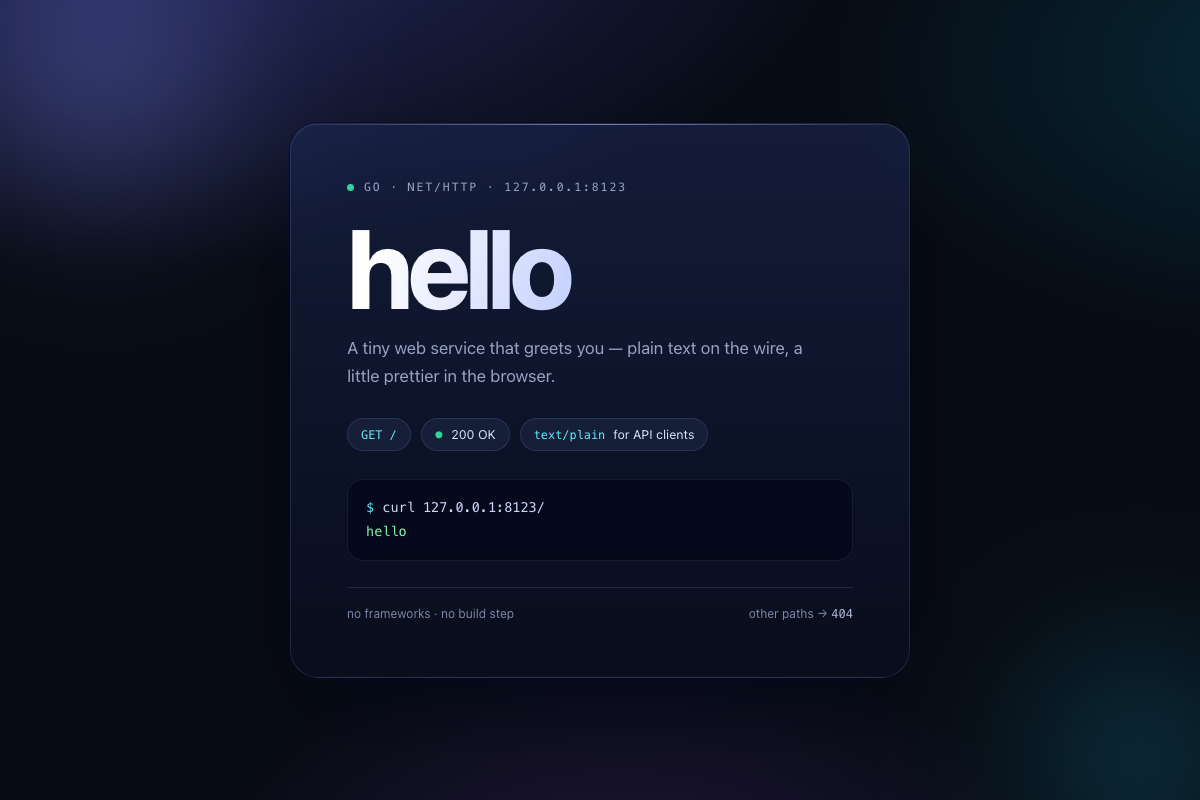 GO · NET/HTTP · 127.0.0.1:8123
hello
A tiny web service that greets you — plain text on the wire, a
little prettier in the browser.
GET / 200 OK text/plain for API clients
$ curl 127.0.0.1:8123/
hello
no frameworks · no build step other paths → 404